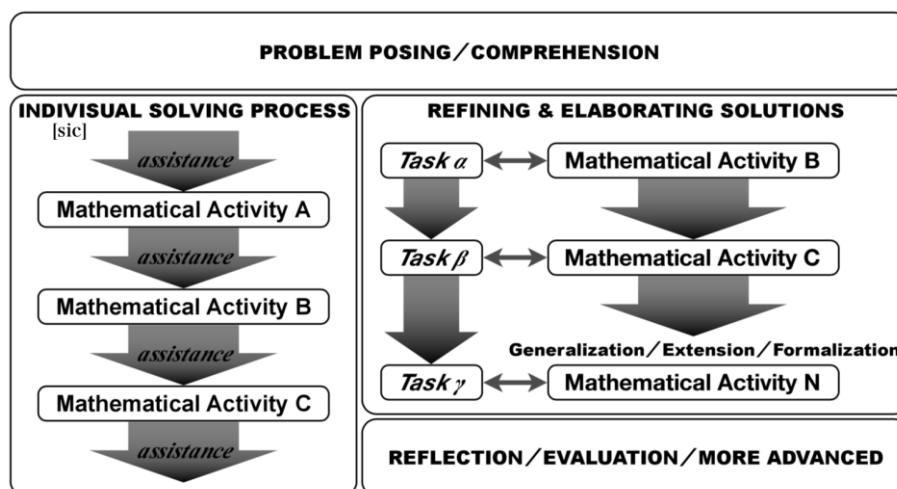 PROBLEM POSING/COMPREHENSION
INDIVISUAL SOLVING PROCESS
[sic]
assistance
Mathematical Activity A
assistance
Mathematical Activity B
assistance
Mathematical Activity C
assistance
REFINING & ELABORATING SOLUTIONS
Task α
Mathematical Activity B
Task β
Mathematical Activity C
Generalization/Extension/Formalization
Task γ
Mathematical Activity N
REFLECTION/EVALUATION/MORE ADVANCED